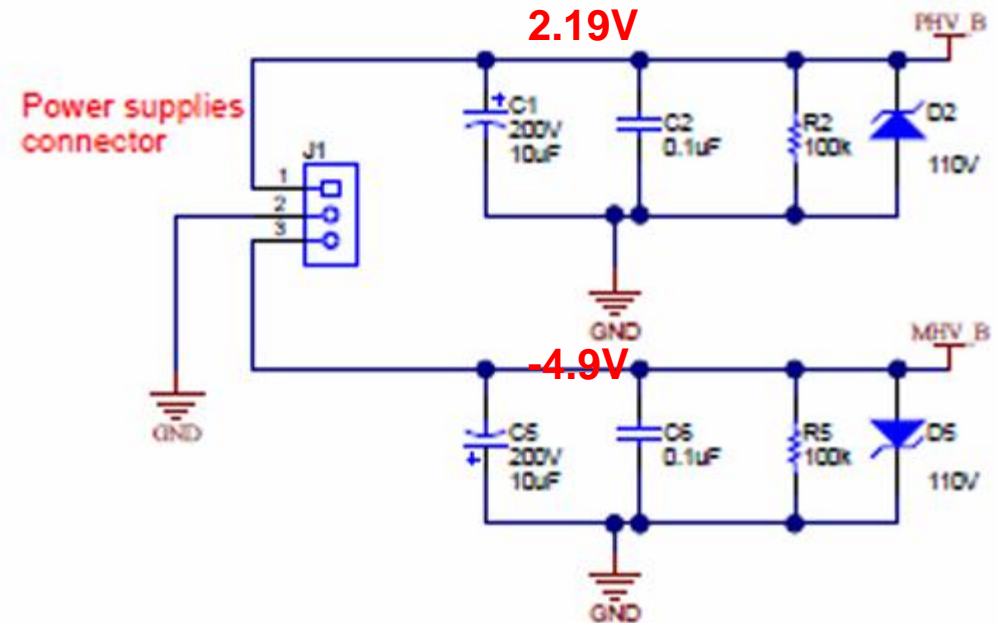 2.19V
PHV_B
Power supplies
connector
J1
1
2
3
+
C1
200V
10uF
C2
0.1uF
R2
100k
D2
110V
GND
GND
-4.9V
MHV_B
C5
200V
10uF
+
C6
0.1uF
R5
100k
D5
110V
GND